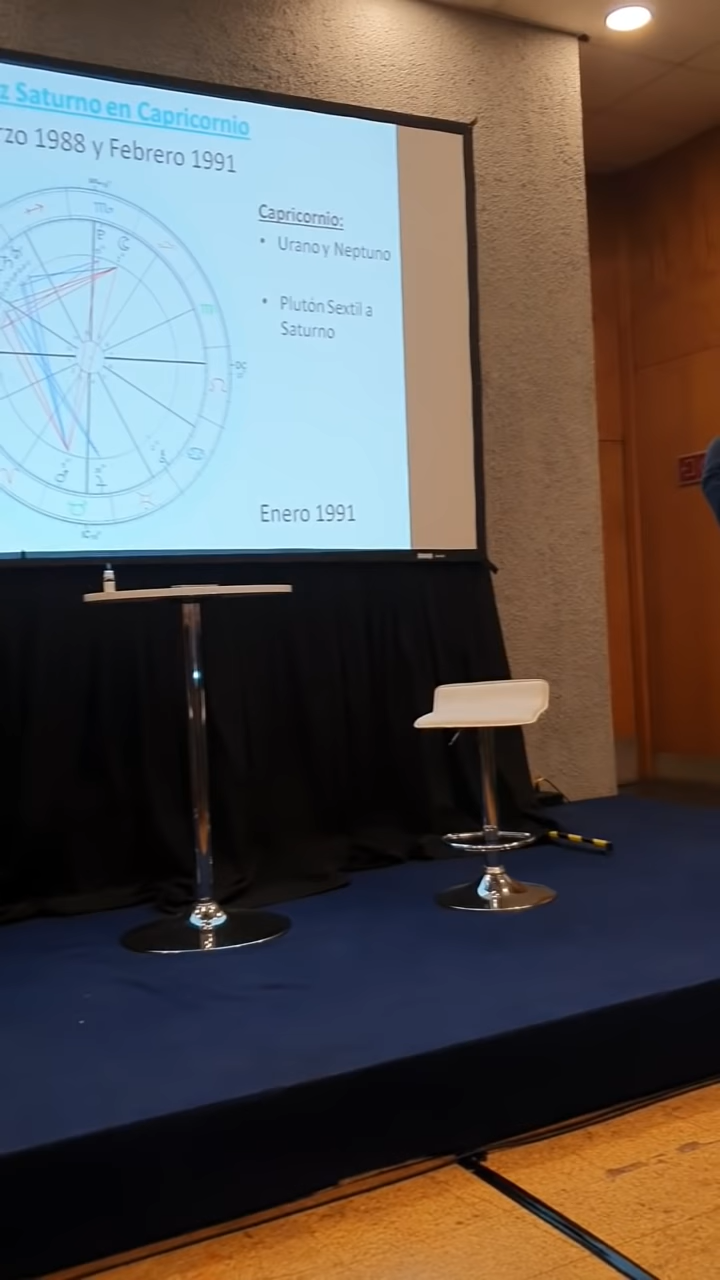 z Saturno en Capricornio
rzo 1988 y Febrero 1991
Capricornio:
• Urano y Neptuno
• Plutón Sextil a
Saturno
Enero 1991